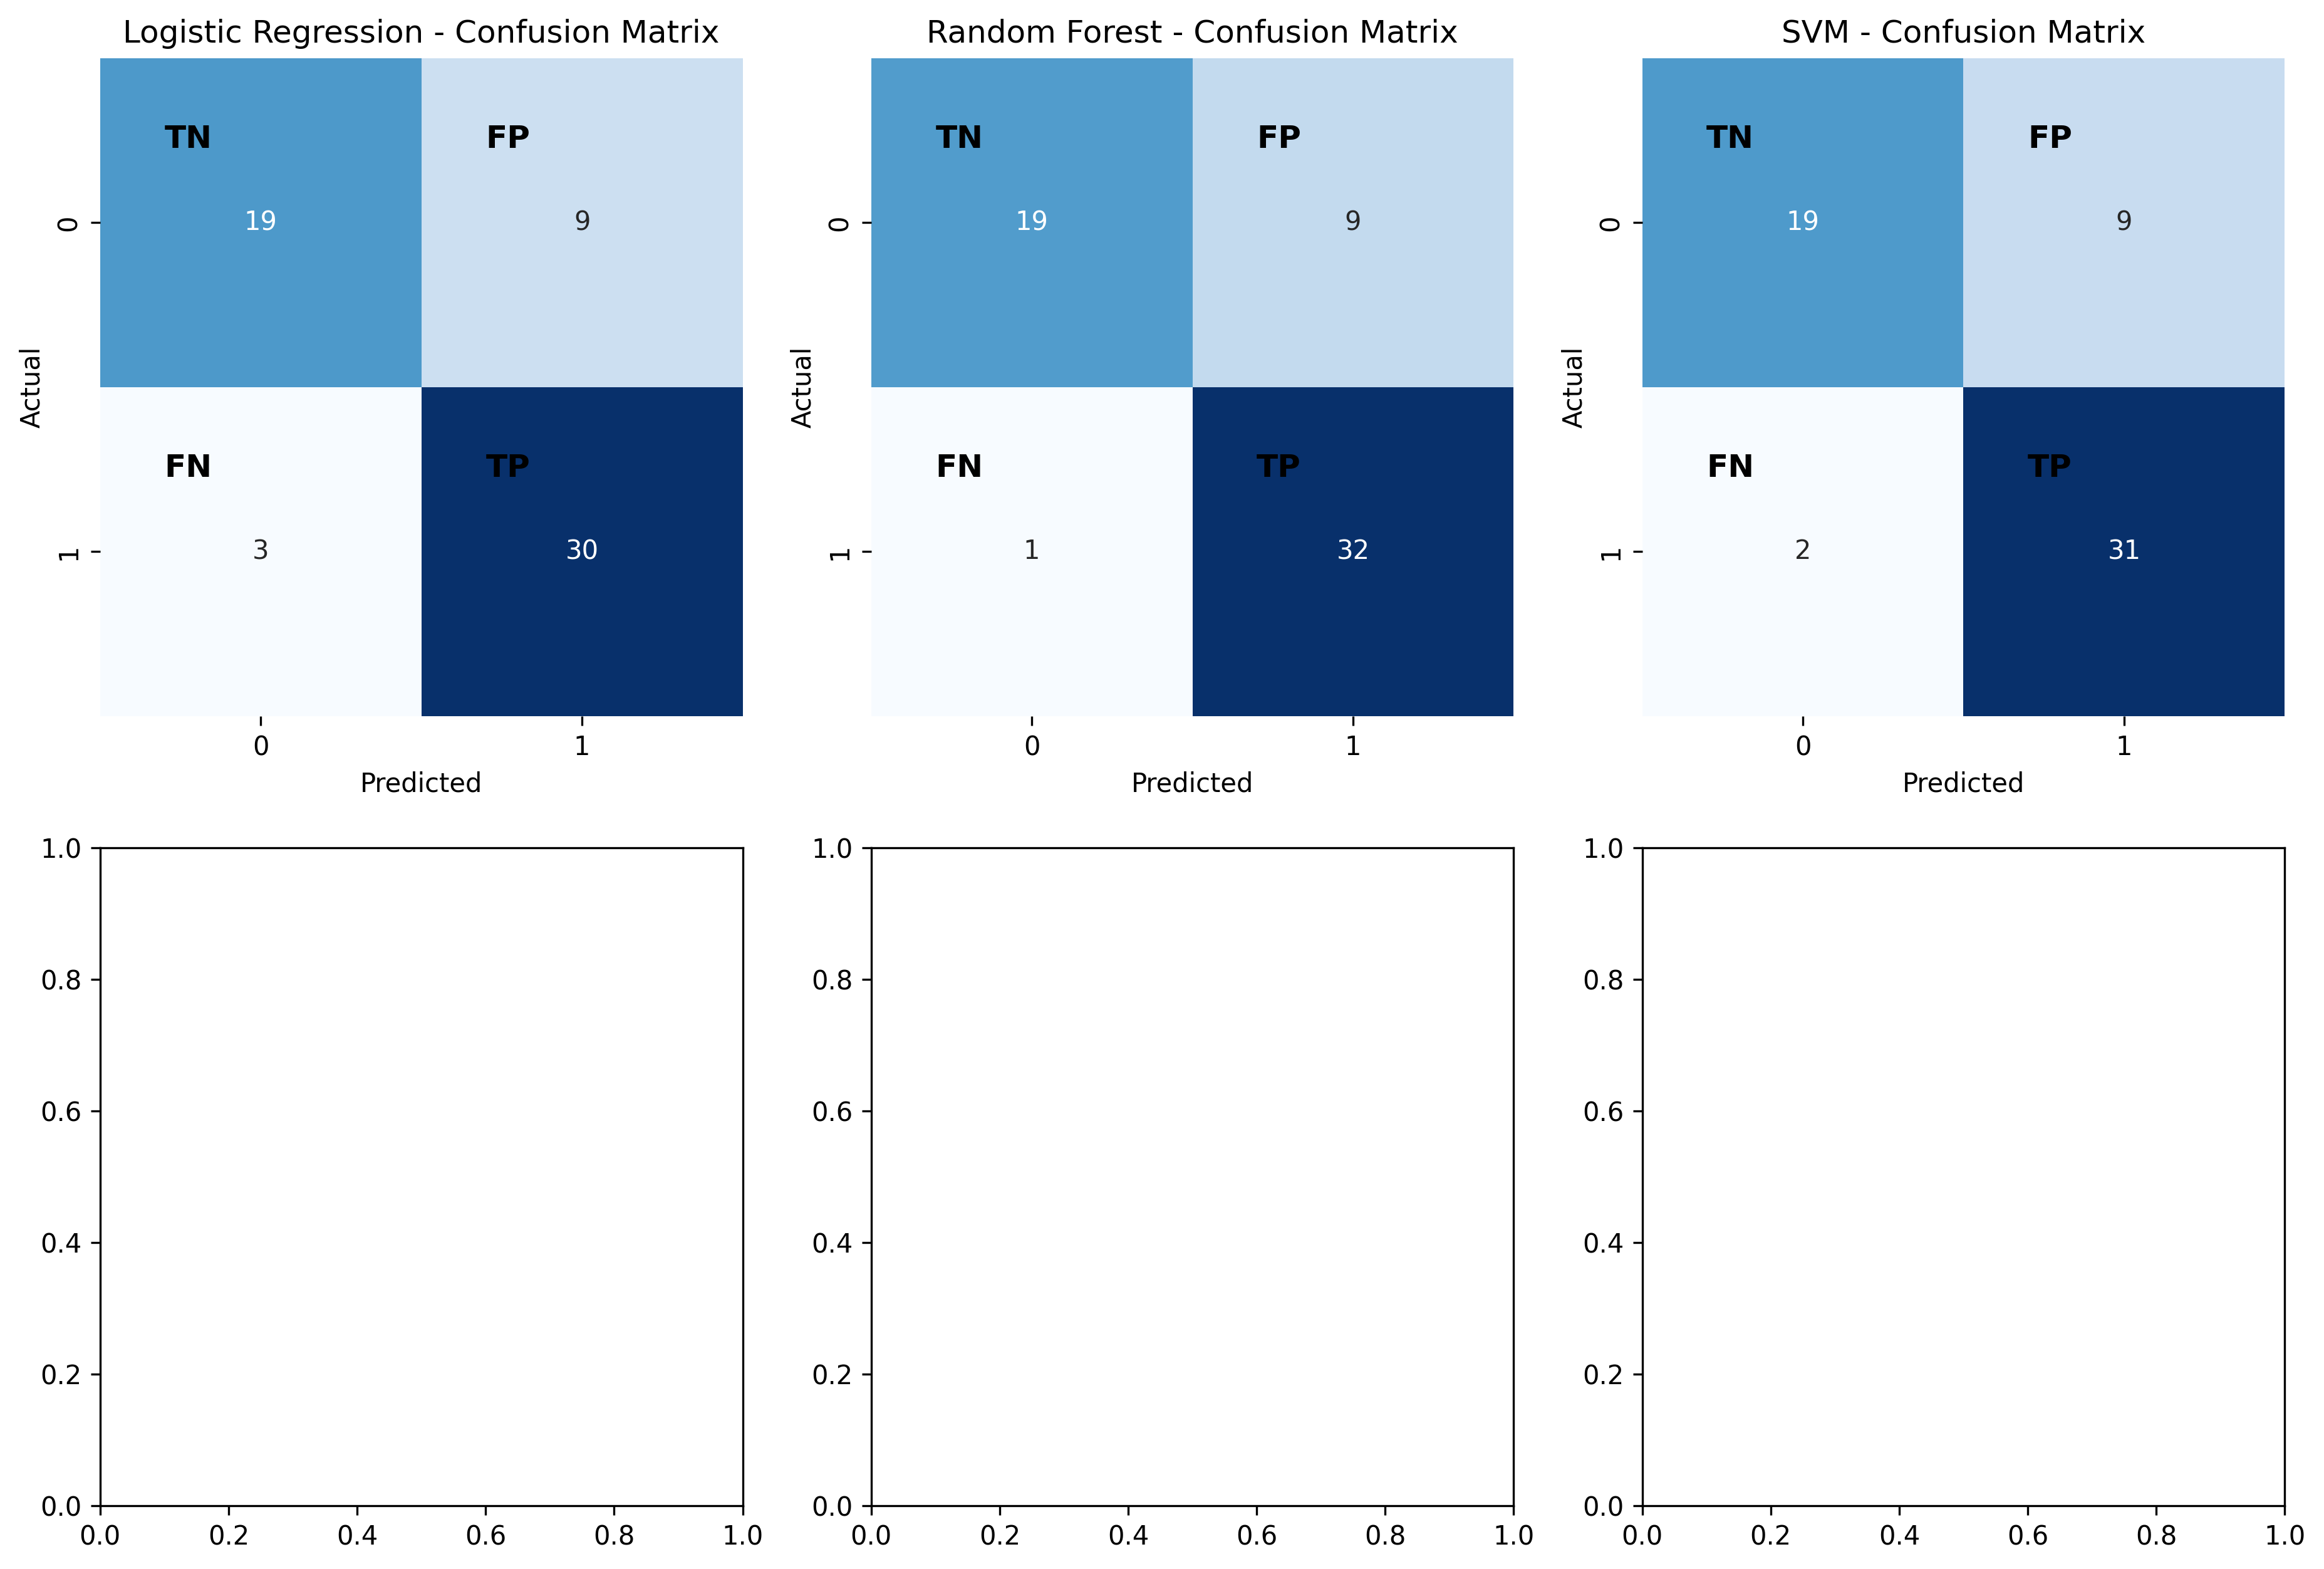 Logistic Regression - Confusion Matrix
TN
FP
0
19
9
Actual
FN
TP
1
3
30
0
1
Predicted
Random Forest - Confusion Matrix
TN
FP
0
19
9
Actual
FN
TP
1
1
32
0
1
Predicted
SVM - Confusion Matrix
TN
FP
0
19
9
Actual
FN
TP
1
2
31
0
1
Predicted
1.0
0.8
0.6
0.4
0.2
0.0
0.0 0.2 0.4 0.6 0.8 1.0
1.0
0.8
0.6
0.4
0.2
0.0
0.0 0.2 0.4 0.6 0.8 1.0
1.0
0.8
0.6
0.4
0.2
0.0
0.0 0.2 0.4 0.6 0.8 1.0